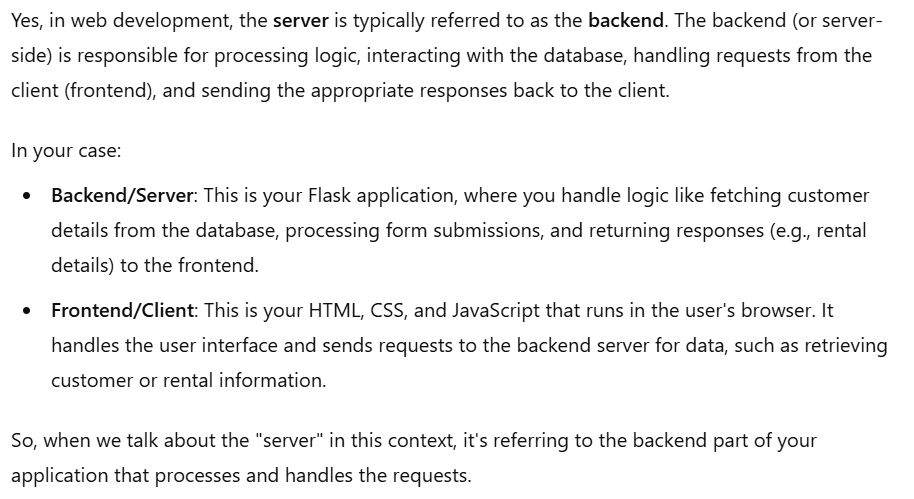 Yes, in web development, the server is typically referred to as the backend. The backend (or server-
side) is responsible for processing logic, interacting with the database, handling requests from the
client (frontend), and sending the appropriate responses back to the client.
In your case:
• Backend/Server: This is your Flask application, where you handle logic like fetching customer
details from the database, processing form submissions, and returning responses (e.g., rental
details) to the frontend.
• Frontend/Client: This is your HTML, CSS, and JavaScript that runs in the user's browser. It
handles the user interface and sends requests to the backend server for data, such as retrieving
customer or rental information.
So, when we talk about the "server" in this context, it's referring to the backend part of your
application that processes and handles the requests.